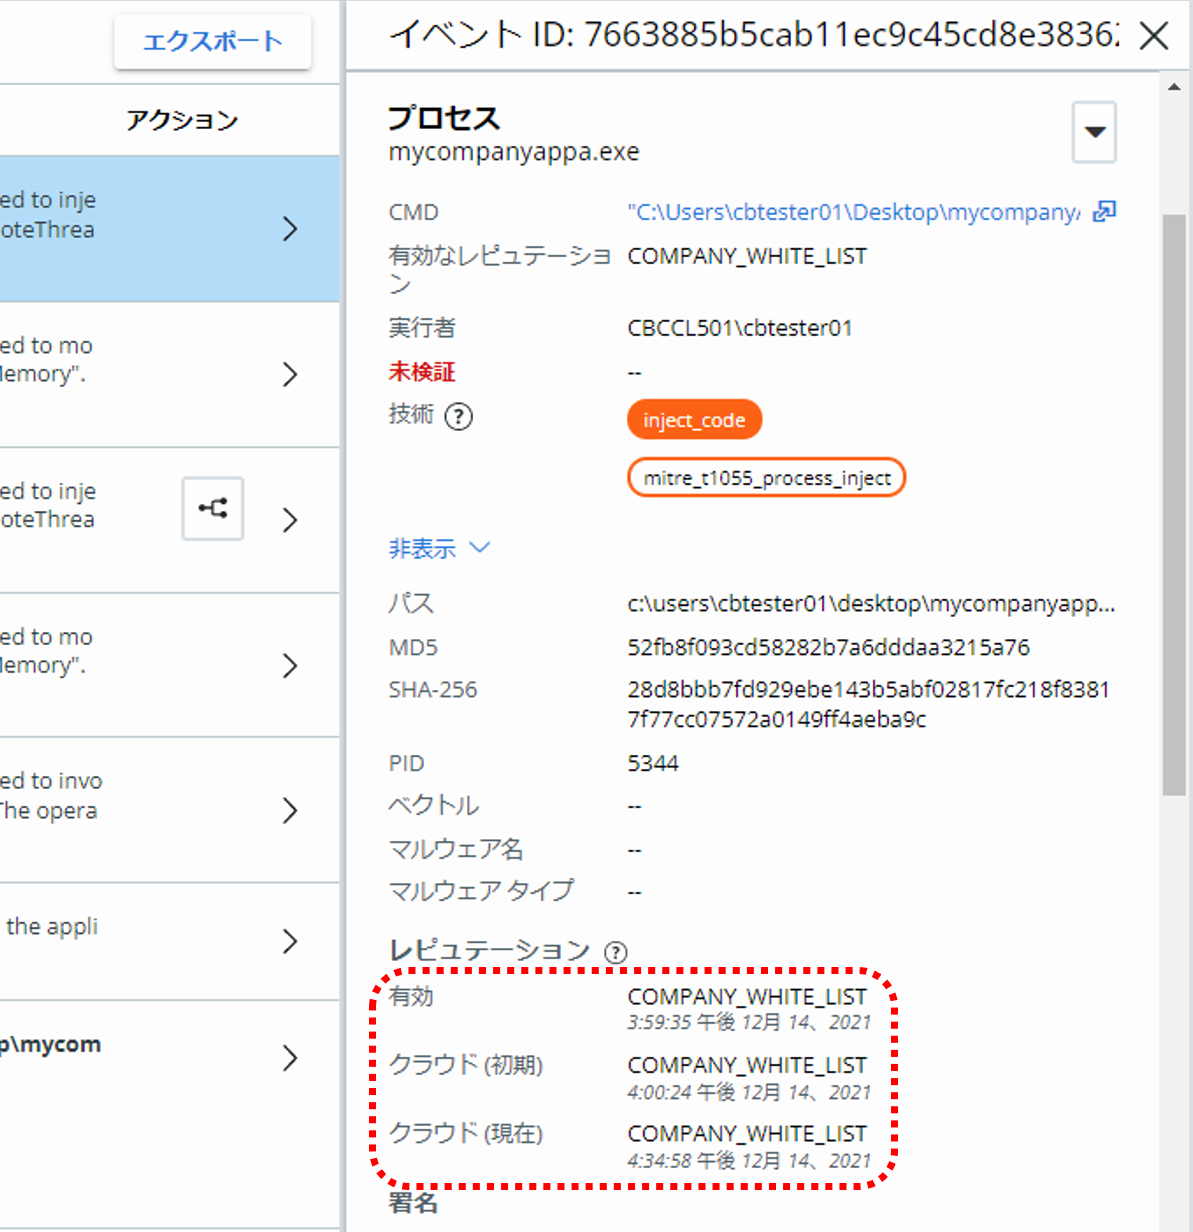 エクスポート
アクション
ed to inje
oteThrea
ed to mo
Memory".
ed to inje
oteThrea
ed to mo
Memory".
ed to invo
The opera
the appli
p\mycom
イベント ID: 7663885b5cab11ec9c45cd8e38362
プロセス
mycompanyappa.exe
CMD
"C:\Users\cbtester01\Desktop\mycompanyA
有効なレピュテーショ
ン
COMPANY_WHITE_LIST
実行者
CBCCL501\cbtester01
未検証
--
技術 ?
inject_code
mitre_t1055_process_inject
非表示
パス
c:\users\cbtester01\desktop\mycompanyapp...
MD5
52fb8f093cd58282b7a6dddaa3215a76
SHA-256
28d8bbb7fd929ebe143b5abf02817fc218f8381
7f77cc07572a0149ff4aeba9c
PID
5344
ベクトル
--
マルウェア名
--
マルウェア タイプ
--
レピュテーション ?
有効
COMPANY_WHITE_LIST
3:59:35 午後 12月 14、2021
クラウド (初期)
COMPANY_WHITE_LIST
4:00:24 午後 12月 14、2021
クラウド (現在)
COMPANY_WHITE_LIST
4:34:58 午後 12月 14、2021
署名